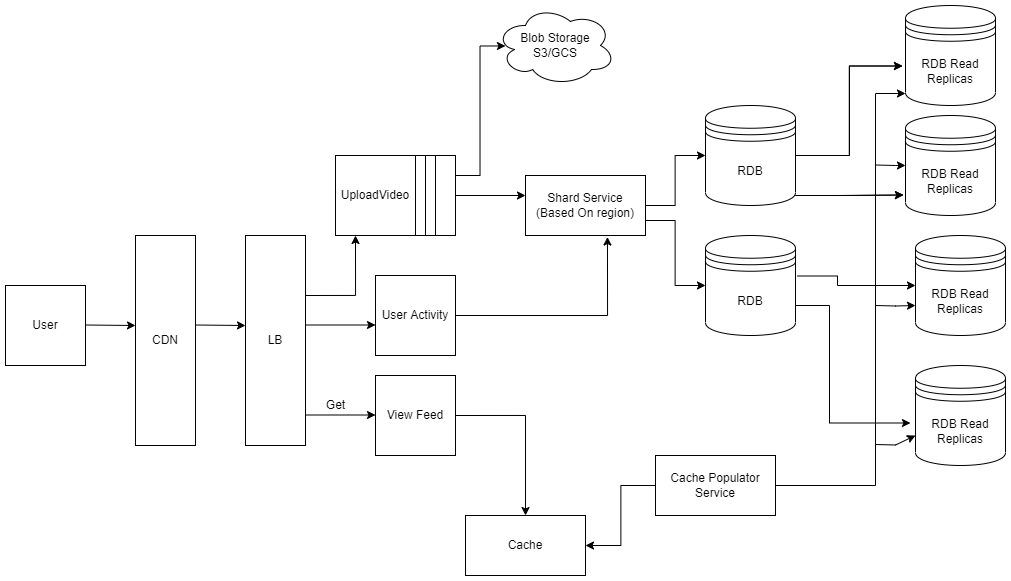 Blob Storage
S3/GCS
RDB Read
Replicas
UploadVideo
Shard Service
(Based On region)
RDB
RDB Read
Replicas
User
CDN
LB
User Activity
RDB
RDB Read
Replicas
Get
View Feed
RDB Read
Replicas
Cache Populator
Service
Cache